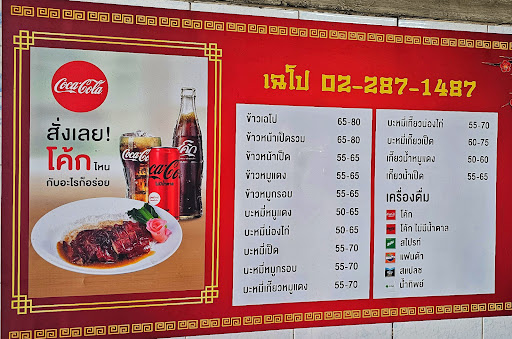 Coca-Cola
สั่งเลย!
โค้ก ไหน
กับอะไรก็อร่อย
Coca-Cola
เฉโป 02-287-1487
ข้าวเฉโป 65-80
ข้าวหน้าเป็ดรวม 65-80
ข้าวหน้าเป็ด 55-65
ข้าวหมูแดง 55-65
ข้าวหมูกรอบ 55-65
บะหมี่หมูแดง 50-65
บะหมี่น่องไก่ 50-65
บะหมี่เป็ด 55-70
บะหมี่หมูกรอบ 55-70
บะหมี่เกี๊ยวหมูแดง 55-70
บะหมี่เกี๊ยวน่องไก่ 55-70
บะหมี่เกี๊ยวเป็ด 60-75
เกี๊ยวน้ำหมูแดง 50-60
เกี๊ยวน้ำเป็ด 55-65
เครื่องดื่ม
โค้ก
โค้ก ไม่มีน้ำตาล
สไปรท์
แฟนต้า
สแปลช
น้ำทิพย์